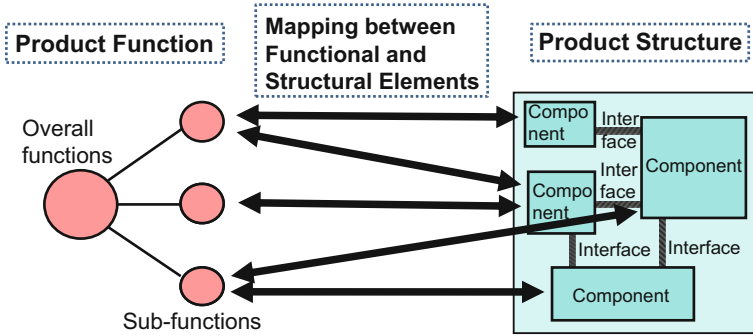 Product Function
Mapping between
Functional and
Structural Elements
Product Structure
Overall
functions
Sub-functions
Compo
nent
Inter
face
Component
Compo
nent
Inter
face
Interface
Interface
Component